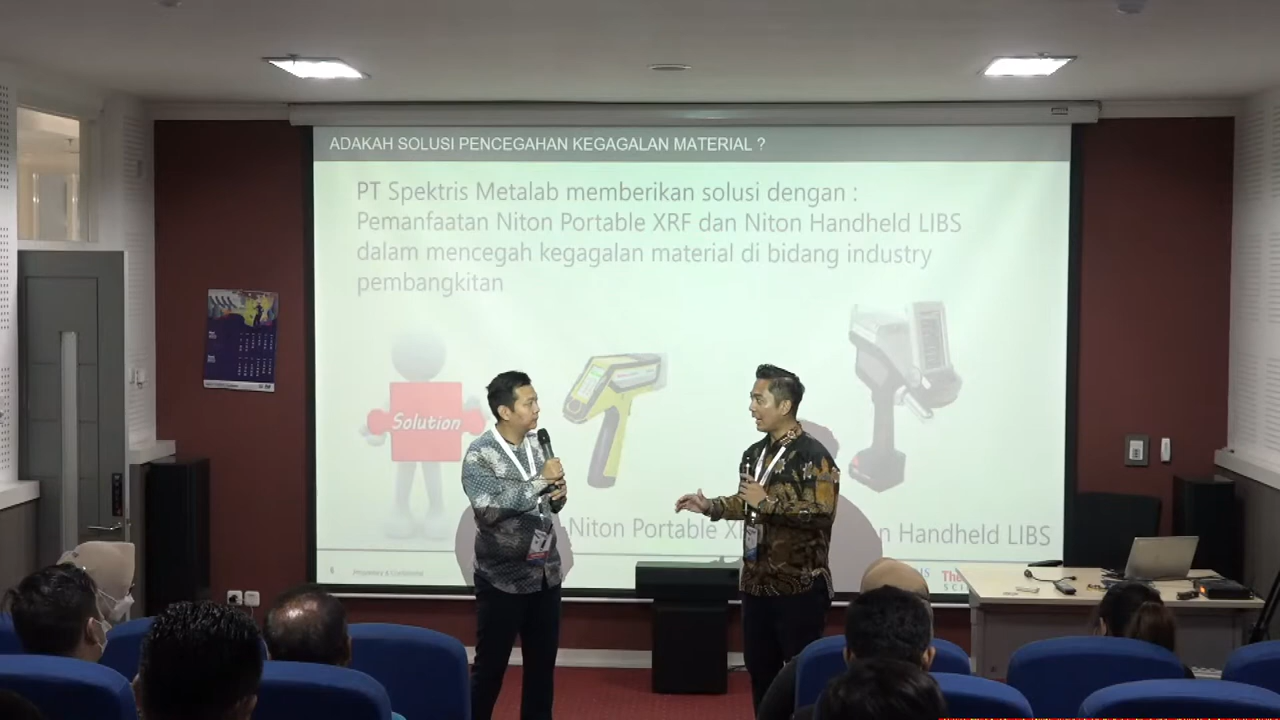 ADAKAH SOLUSI PENCEGAHAN KEGAGALAN MATERIAL ?
PT Spektris Metalab memberikan solusi dengan :
Pemanfaatan Niton Portable XRF dan Niton Handheld LIBS
dalam mencegah kegagalan material di bidang industry
pembangkitan
Solution
Niton Portable
Handheld LIBS